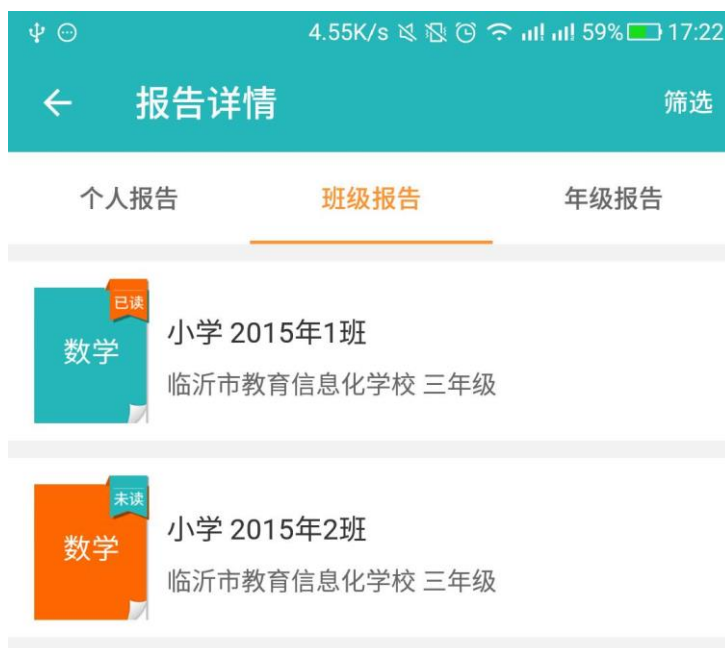 4.55K/s 59% 17:22
报告详情 筛选
个人报告 班级报告 年级报告
已读
数学
小学 2015年1班
临沂市教育信息化学校 三年级
未读
数学
小学 2015年2班
临沂市教育信息化学校 三年级